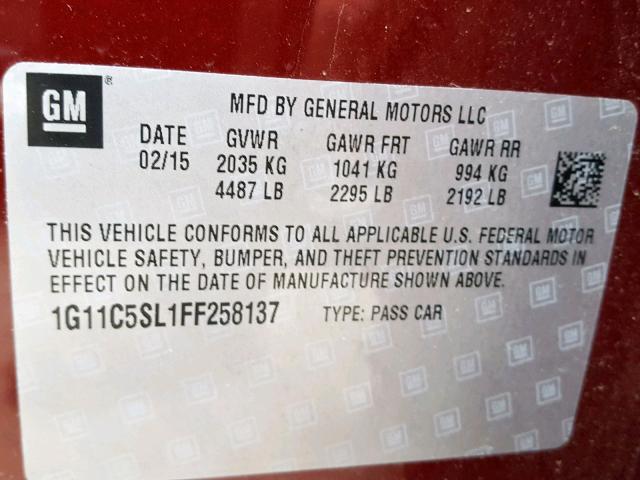 GM
MFD BY GENERAL MOTORS LLC
DATE GVWR GAWR FRT GAWR RR
02/15 2035 KG 1041 KG 994 KG
4487 LB 2295 LB 2192 LB
THIS VEHICLE CONFORMS TO ALL APPLICABLE U.S. FEDERAL MOTOR
VEHICLE SAFETY, BUMPER, AND THEFT PREVENTION STANDARDS IN
EFFECT ON THE DATE OF MANUFACTURE SHOWN ABOVE.
1G11C5SL1FF258137 TYPE: PASS CAR